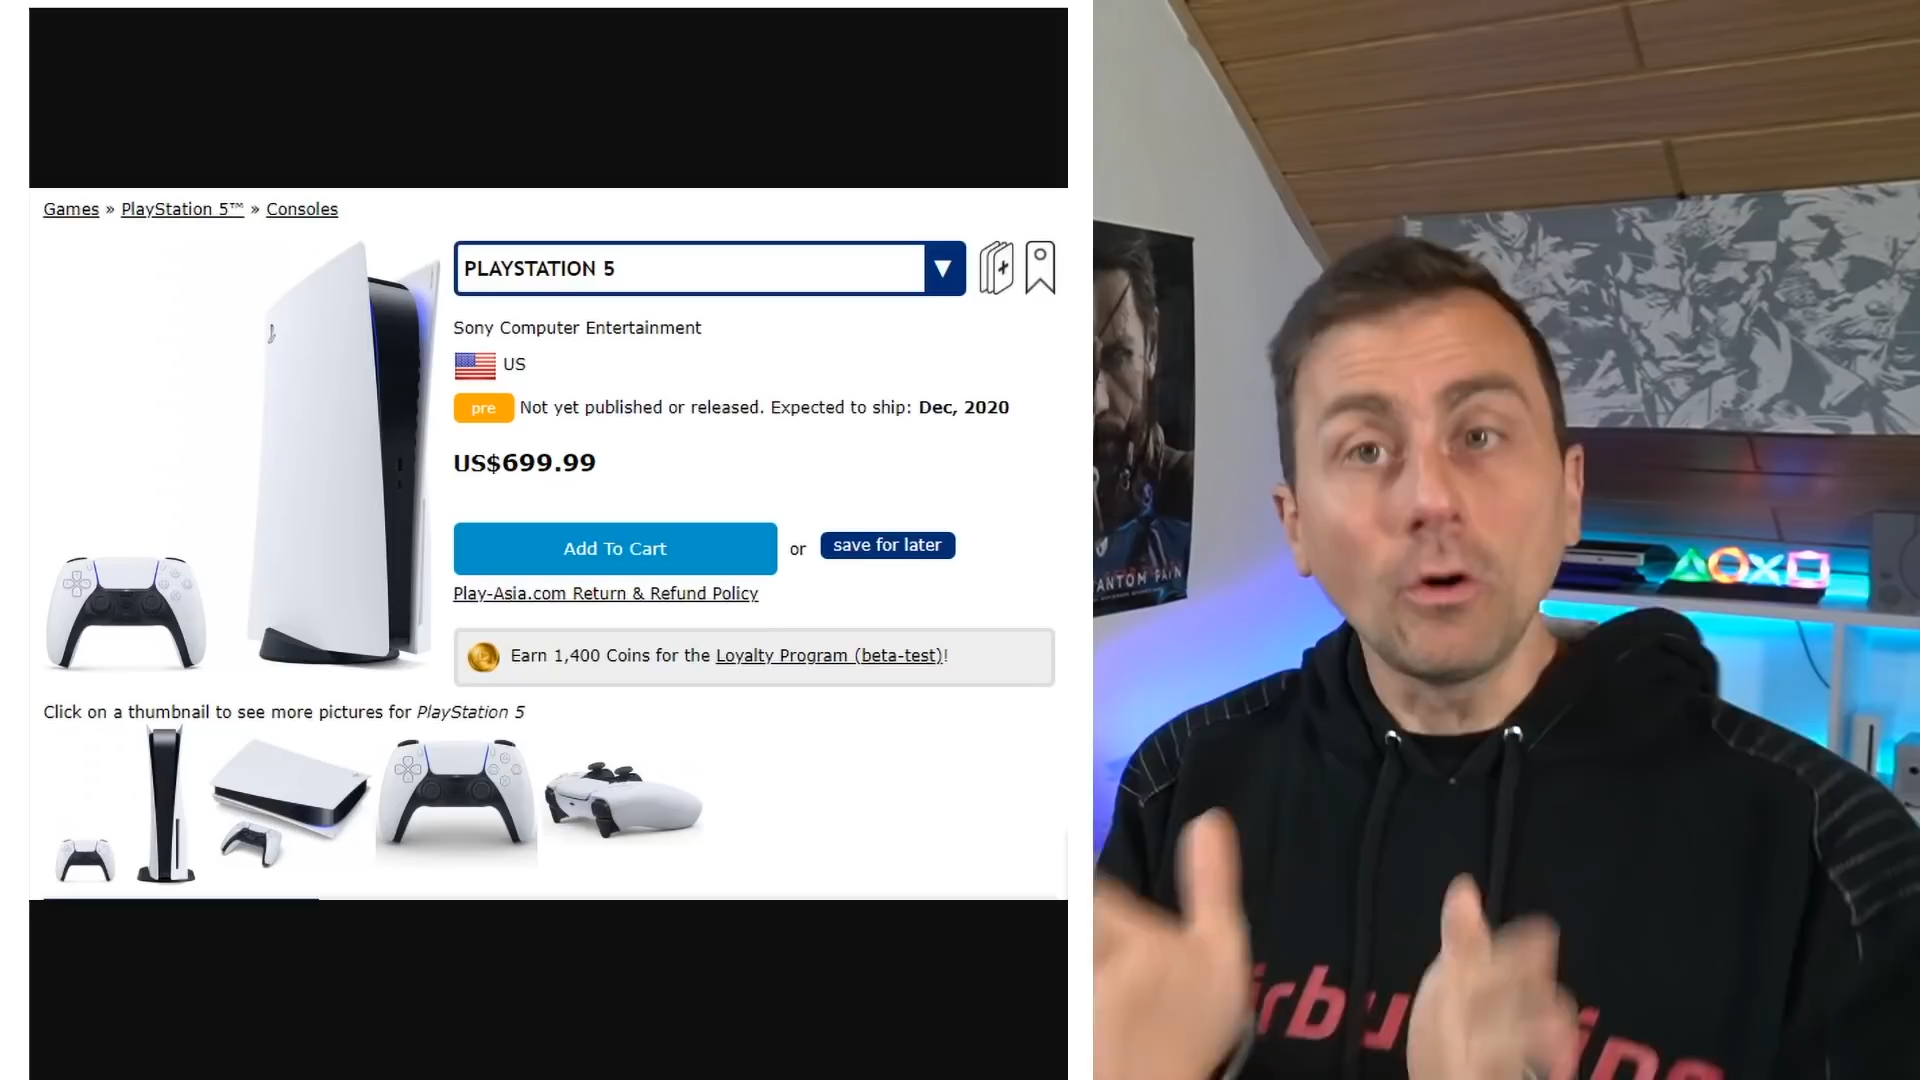 Games » PlayStation 5™ » Consoles
PLAYSTATION 5
Sony Computer Entertainment
US
pre Not yet published or released. Expected to ship: Dec, 2020
US$699.99
Add To Cart or save for later
Play-Asia.com Return & Refund Policy
Earn 1,400 Coins for the Loyalty Program (beta-test)!
Click on a thumbnail to see more pictures for PlayStation 5
PAIN